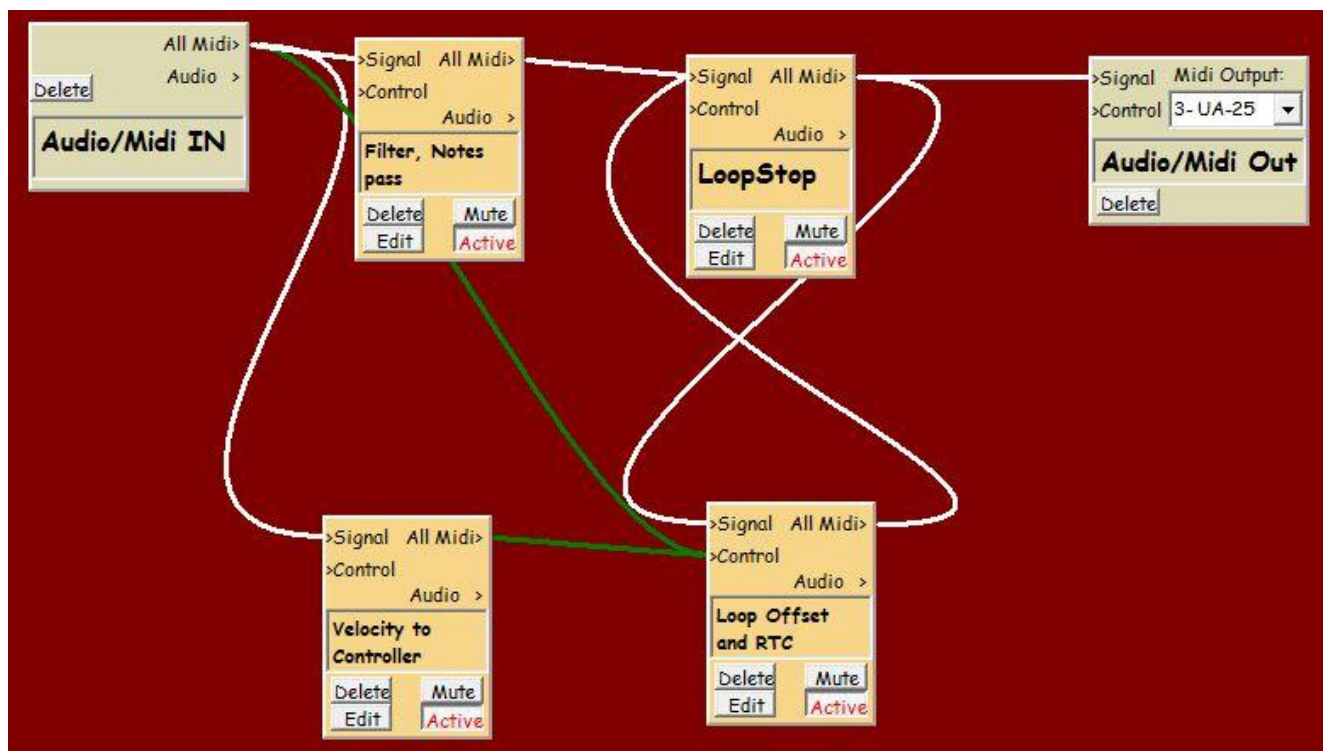 All Midi>
Audio >
Delete
Audio/Midi IN
>Signal All Midi>
>Control
Audio >
Filter, Notes
pass
Delete Mute
Edit Active
>Signal All Midi>
>Control
Audio >
LoopStop
Delete Mute
Edit Active
>Signal Midi Output:
>Control 3- UA-25
Audio/Midi Out
Delete
>Signal All Midi>
>Control
Audio >
Velocity to
Controller
Delete Mute
Edit Active
>Signal All Midi>
>Control
Audio >
Loop Offset
and RTC
Delete Mute
Edit Active